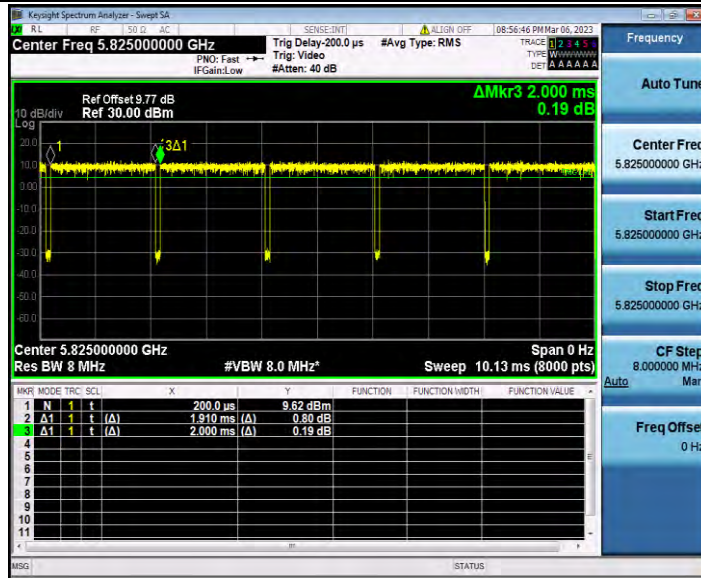 Keysight Spectrum Analyzer - Swept SA
RL RF 50 Ω AC SENSE:INT ALIGN OFF 08:56:46 PM Mar 06, 2023
Center Freq 5.825000000 GHz
PNO: Fast
IFGain:Low
Trig Delay-200.0 µs
Trig: Video
#Atten: 40 dB
#Avg Type: RMS
TRACE 1 2 3 4 5 6
TYPE
DET A A A A A A
ΔMkr3 2.000 ms
0.19 dB
Ref Offset 9.77 dB
10 dB/div Ref 30.00 dBm
Log
20.0
10.0
0.00
-10.0
-20.0
-30.0
-40.0
-50.0
-60.0
1
3Δ1
Center 5.825000000 GHz Span 0 Hz
Res BW 8 MHz #VBW 8.0 MHz* Sweep 10.13 ms (8000 pts)
MKR MODE TRC SCL X Y FUNCTION FUNCTION WIDTH FUNCTION VALUE
1 N 1 t 200.0 µs 9.62 dBm
2 Δ1 1 t (Δ) 1.910 ms (Δ) 0.80 dB
3 Δ1 1 t (Δ) 2.000 ms (Δ) 0.19 dB
4
5
6
7
8
9
10
11
MSG STATUS
Frequency
Auto Tune
Center Freq
5.825000000 GHz
Start Freq
5.825000000 GHz
Stop Freq
5.825000000 GHz
CF Step
8.000000 MHz
Auto Man
Freq Offset
0 Hz